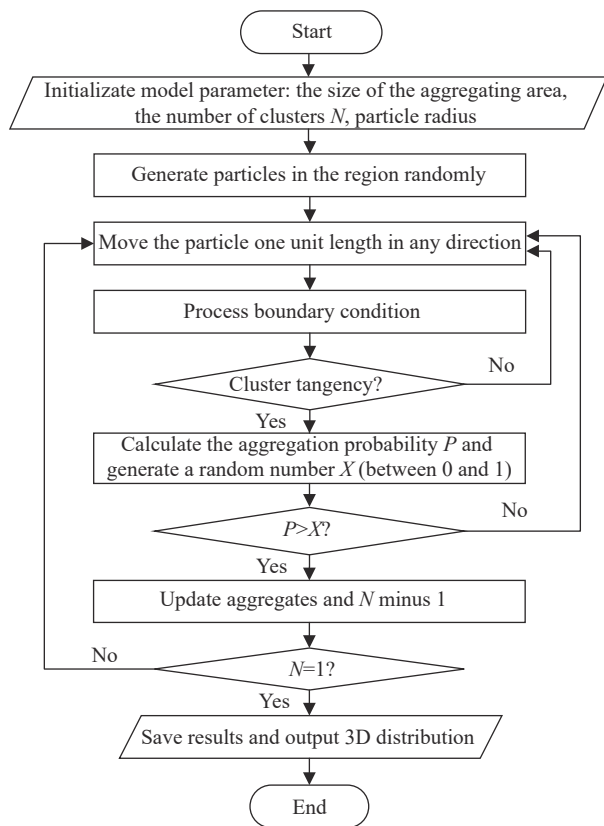 Start
Initializate model parameter: the size of the aggregating area,
the number of clusters N, particle radius
Generate particles in the region randomly
Move the particle one unit length in any direction
Process boundary condition
Cluster tangency?
No
Yes
Calculate the aggregation probability P and
generate a random number X (between 0 and 1)
P>X?
No
Yes
Update aggregates and N minus 1
No
N=1?
Yes
Save results and output 3D distribution
End